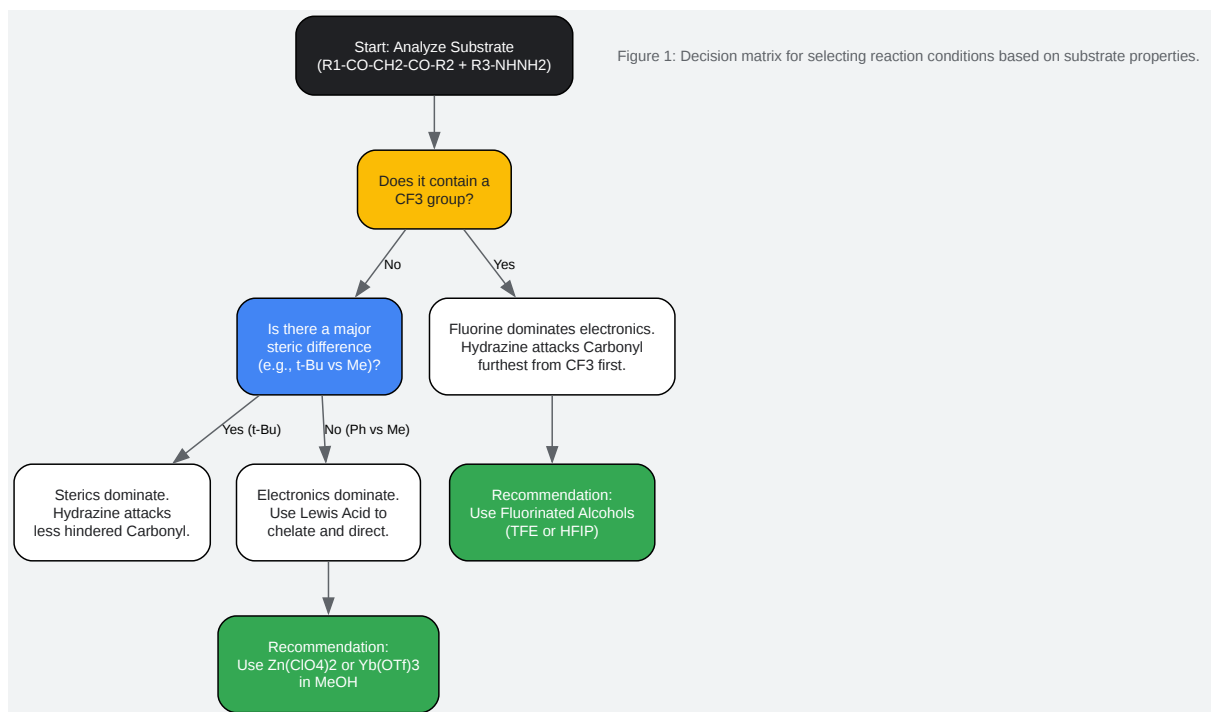 Start: Analyze Substrate
(R1-CO-CH2-CO-R2 + R3-NHNH2)
Figure 1: Decision matrix for selecting reaction conditions based on substrate properties.
Does it contain a
CF3 group?
No
Yes
Is there a major
steric difference
(e.g., t-Bu vs Me)?
Fluorine dominates electronics.
Hydrazine attacks Carbonyl
furthest from CF3 first.
Yes (t-Bu)
No (Ph vs Me)
Sterics dominate.
Hydrazine attacks
less hindered Carbonyl.
Electronics dominate.
Use Lewis Acid to
chelate and direct.
Recommendation:
Use Fluorinated Alcohols
(TFE or HFIP)
Recommendation:
Use Zn(ClO4)2 or Yb(OTf)3
in MeOH